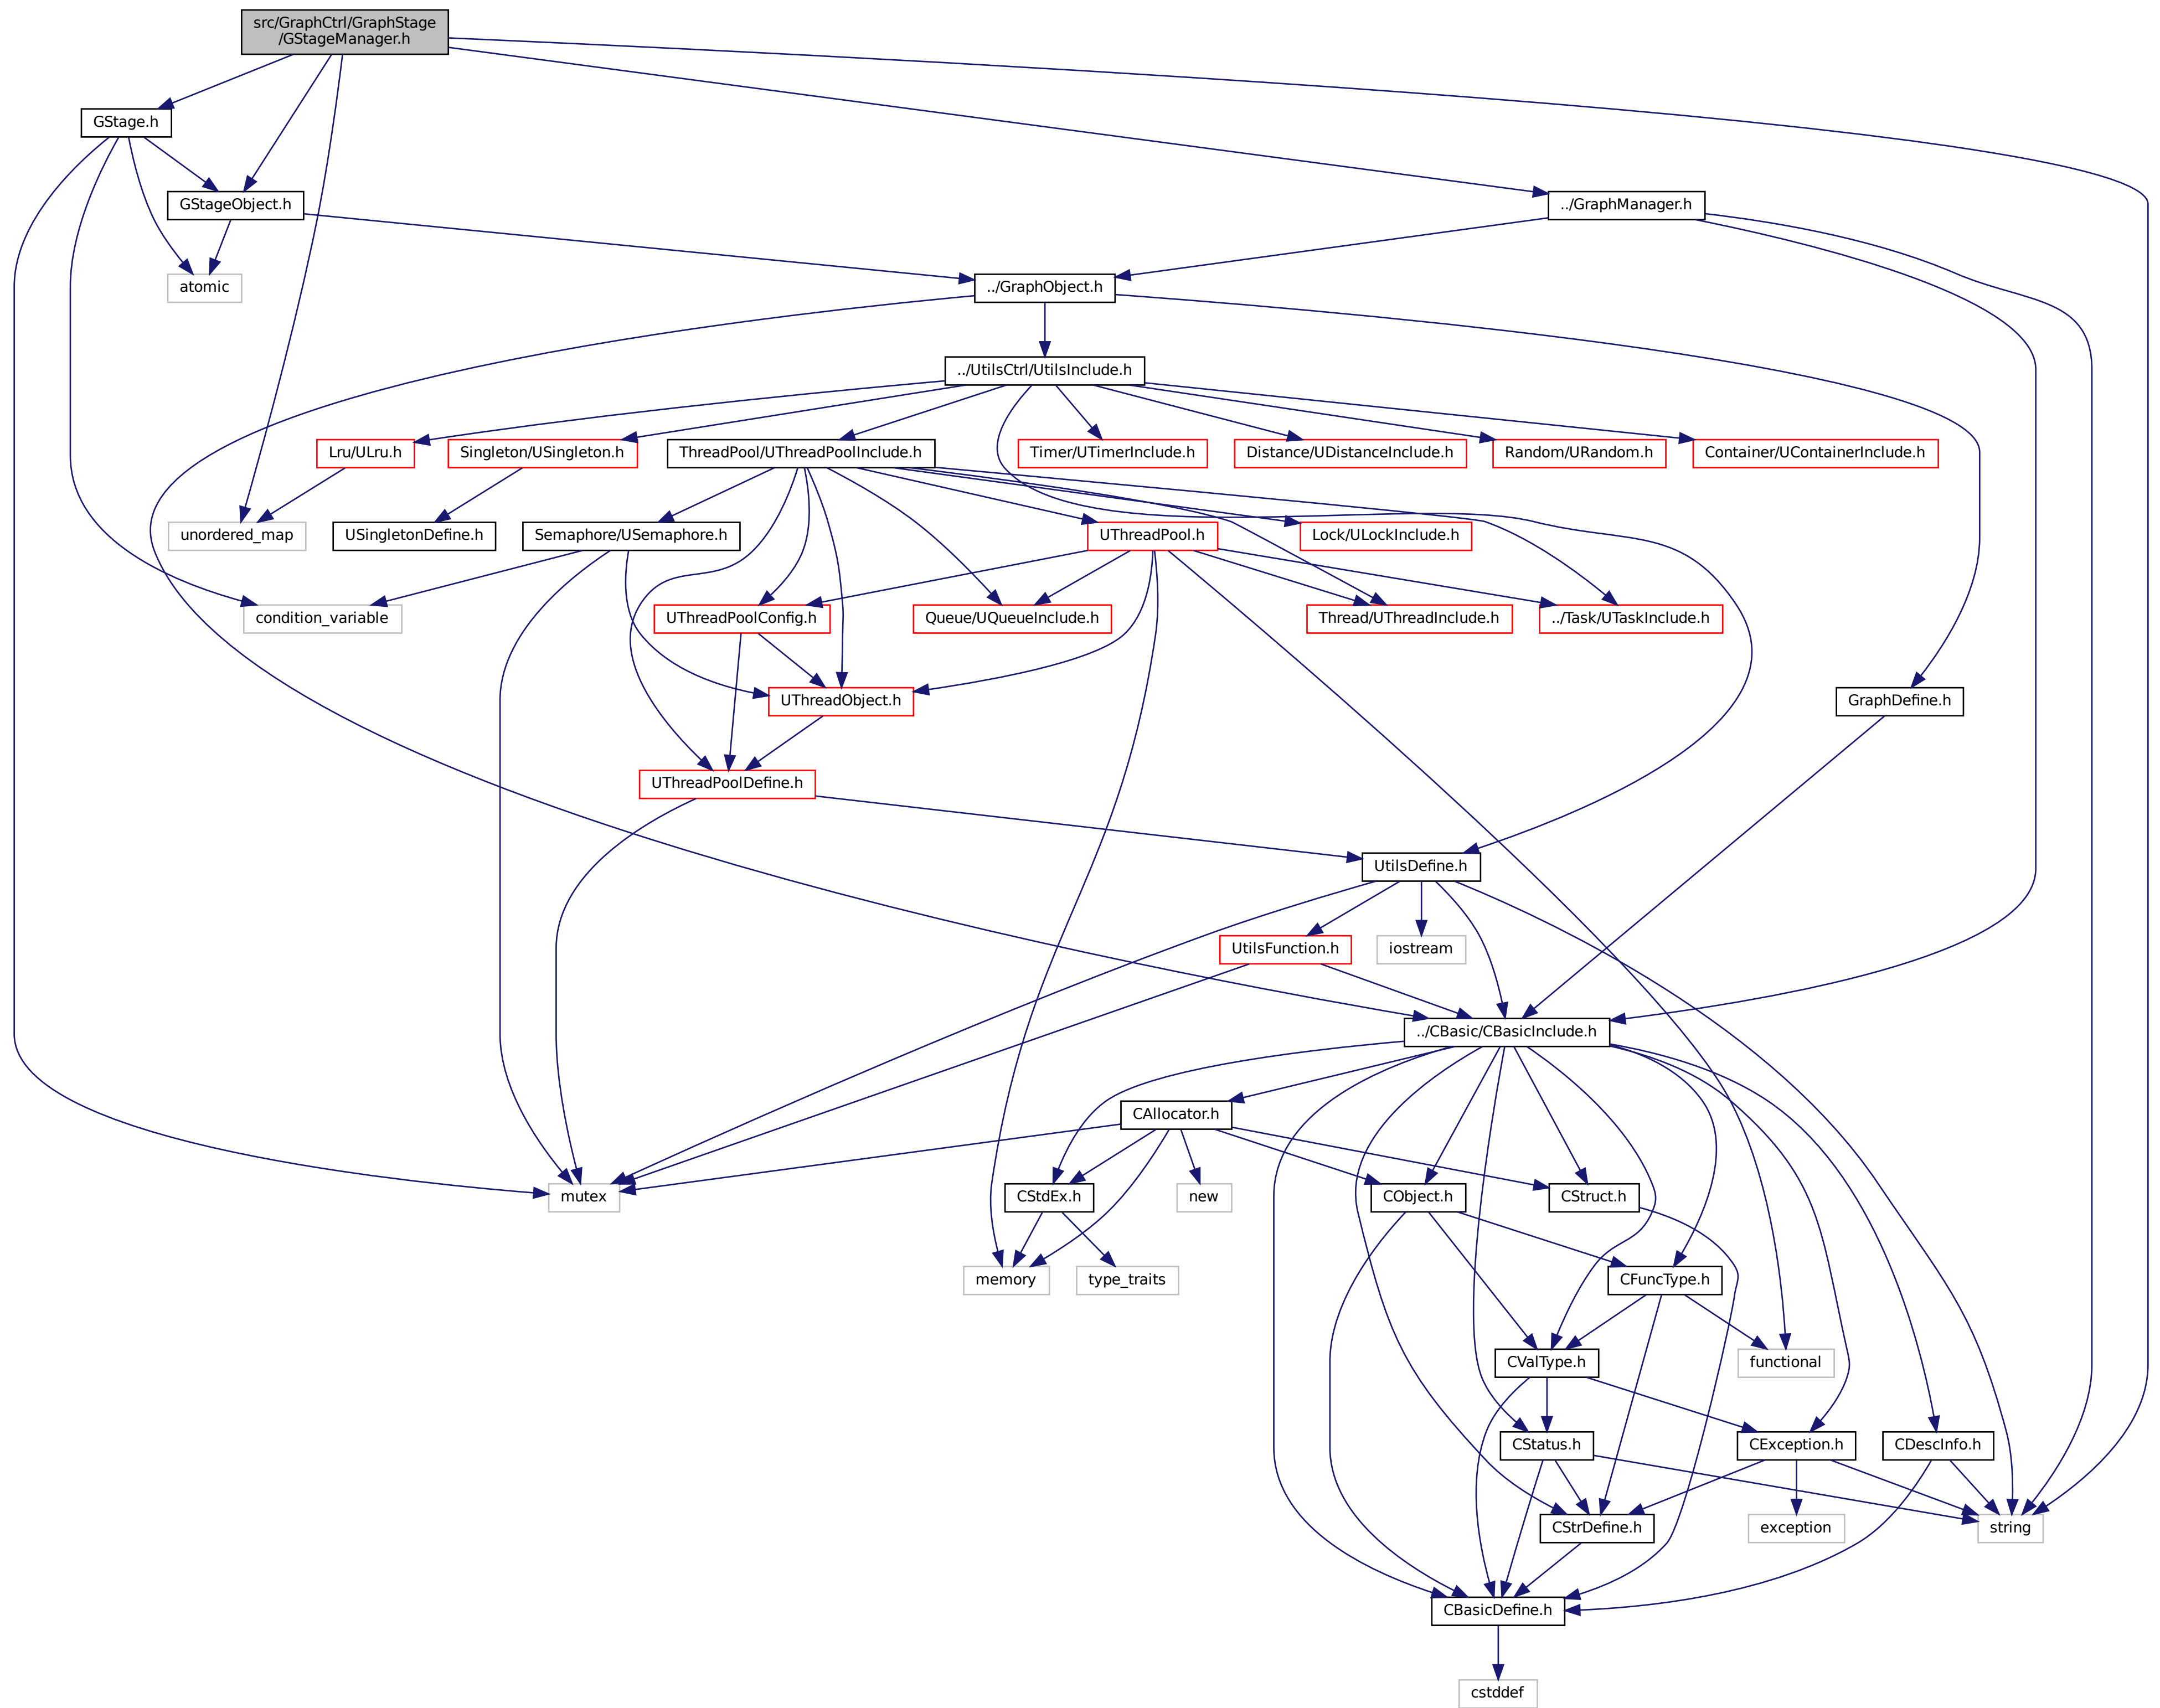 src/GraphCtrl/GraphStage
/GStageManager.h
GStage.h
GStageObject.h
../GraphManager.h
atomic
../GraphObject.h
../UtilsCtrl/UtilsInclude.h
Lru/ULru.h
Singleton/USingleton.h
ThreadPool/UThreadPoolInclude.h
Timer/UTimerInclude.h
Distance/UDistanceInclude.h
Random/URandom.h
Container/UContainerInclude.h
unordered_map
USingletonDefine.h
Semaphore/USemaphore.h
UThreadPool.h
Lock/ULockInclude.h
condition_variable
UThreadPoolConfig.h
Queue/UQueueInclude.h
Thread/UThreadInclude.h
../Task/UTaskInclude.h
UThreadObject.h
GraphDefine.h
UThreadPoolDefine.h
UtilsDefine.h
UtilsFunction.h
iostream
../CBasic/CBasicInclude.h
CAllocator.h
mutex
CStdEx.h
new
CObject.h
CStruct.h
memory
type_traits
CFuncType.h
CValType.h
functional
CStatus.h
CException.h
CDescInfo.h
CStrDefine.h
exception
string
CBasicDefine.h
cstddef